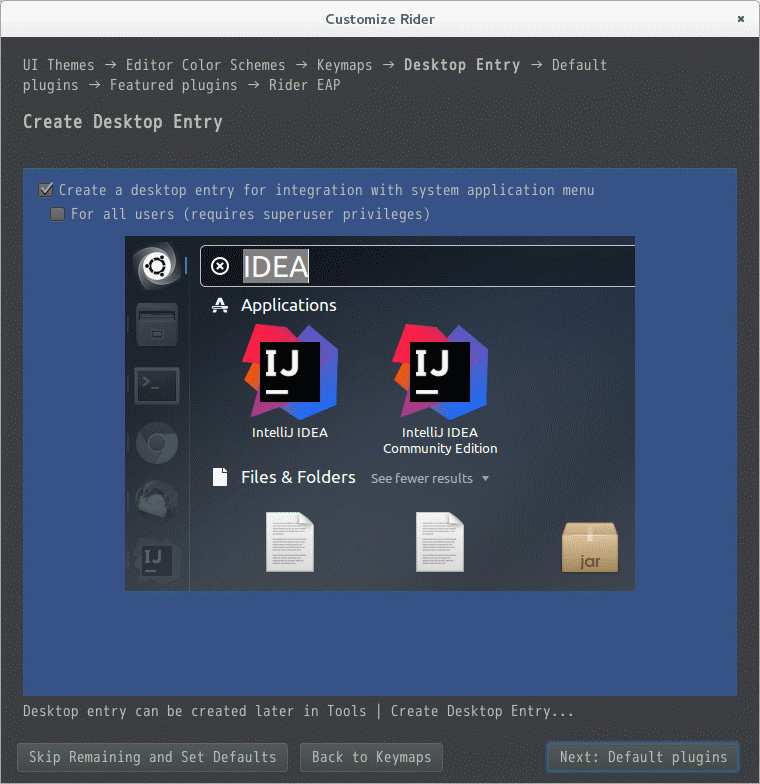 Customize Rider
UI Themes → Editor Color Schemes → Keymaps → Desktop Entry → Default
plugins → Featured plugins → Rider EAP
Create Desktop Entry
Create a desktop entry for integration with system application menu
For all users (requires superuser privileges)
IDEA
Applications
IJ
IJ
IntelliJ IDEA
IntelliJ IDEA
Community Edition
Files & Folders See fewer results
IJ
jar
Desktop entry can be created later in Tools | Create Desktop Entry...
Skip Remaining and Set Defaults
Back to Keymaps
Next: Default plugins